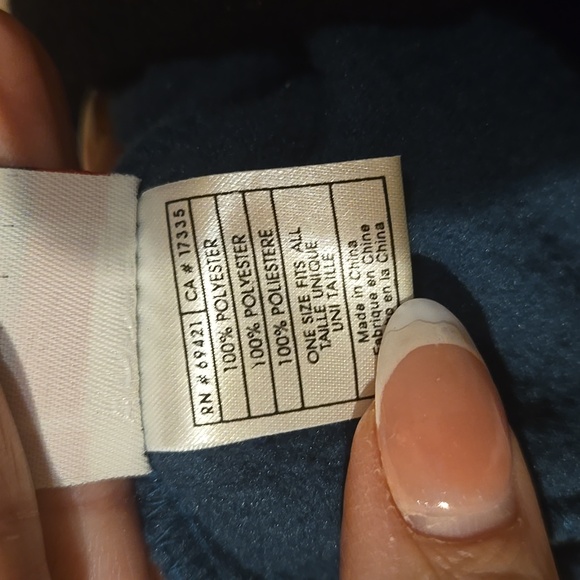 RN # 69421 CA # 17335
100% POLYESTER
100% POLYESTER
100% POLIESTERE
ONE SIZE FITS ALL
TAILLE UNIQUE
UNI TAILLE
Made in China
Fabrique en Chine
en la China